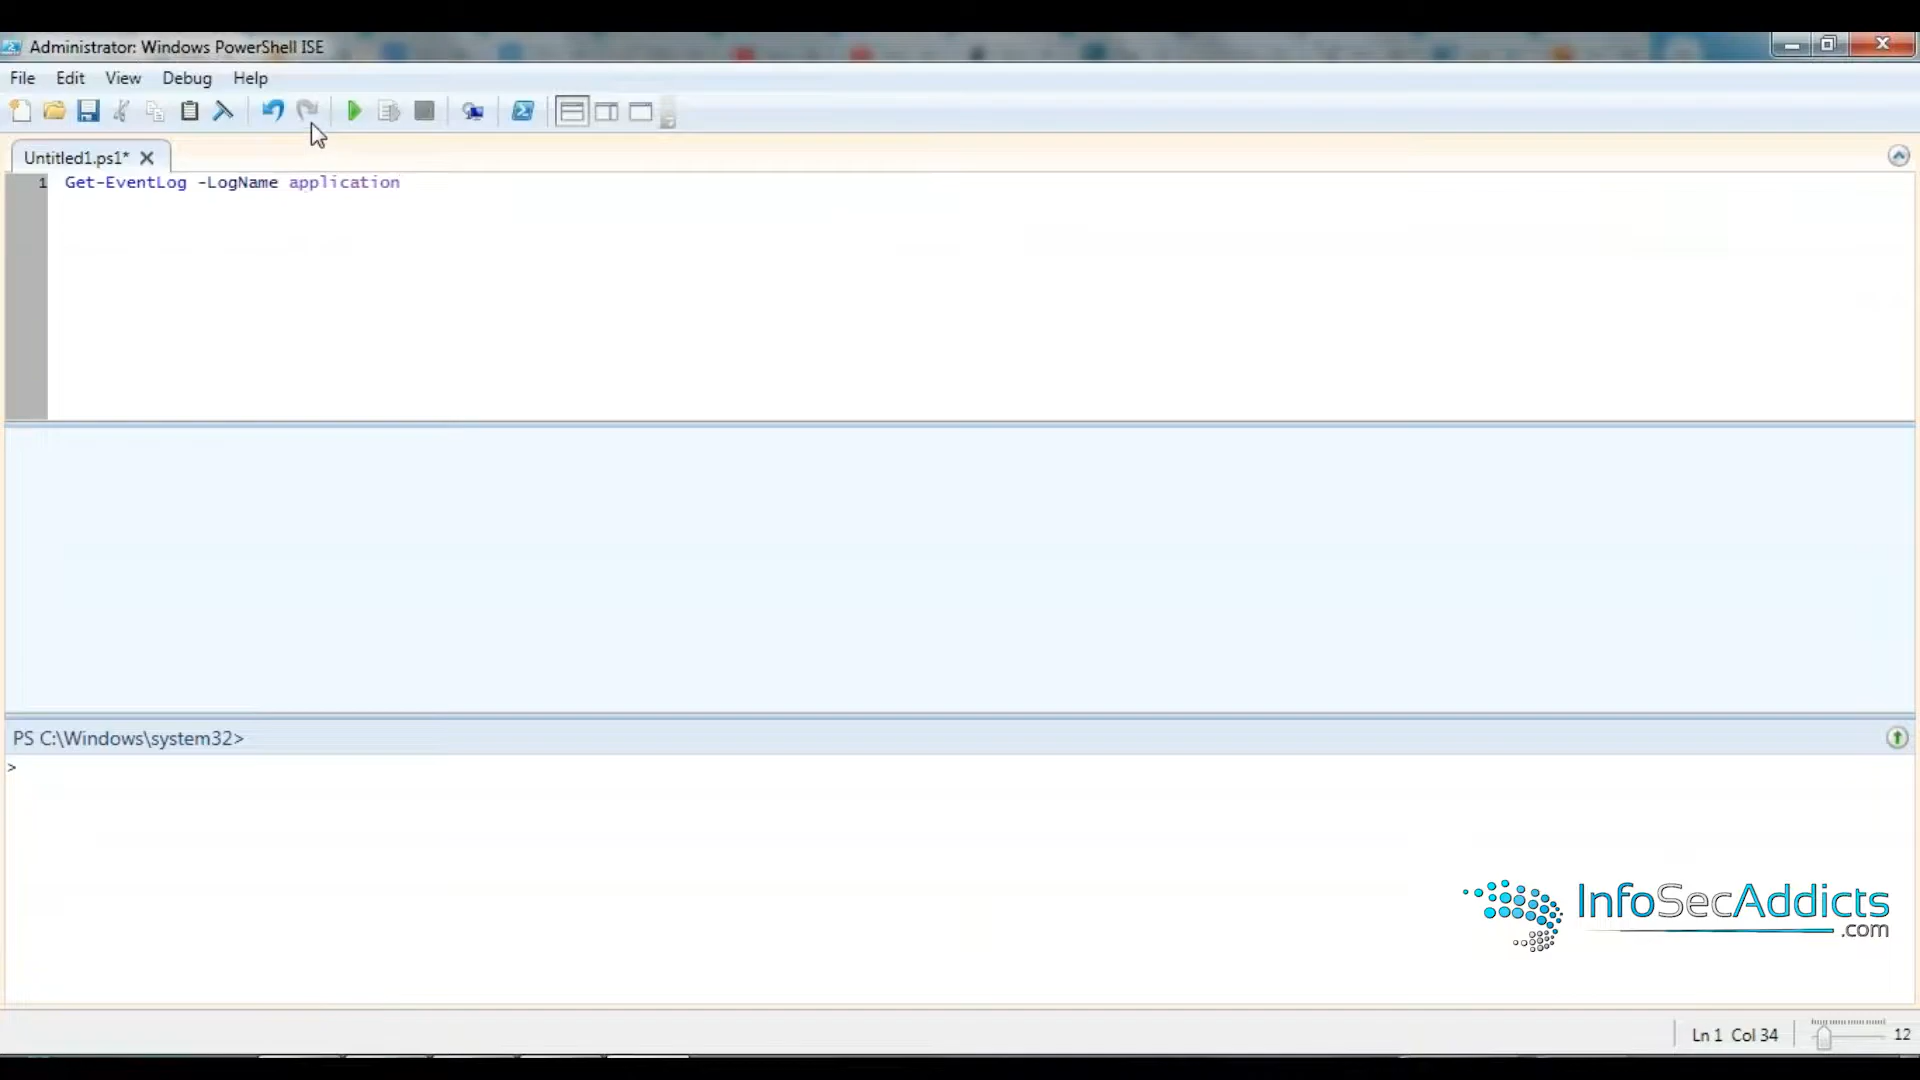 Administrator: Windows PowerShell ISE
File Edit View Debug Help
Untitled1.ps1*
1 Get-EventLog -LogName application
PS C:\Windows\system32>
>
InfoSecAddicts
.com
Ln 1 Col 34 12